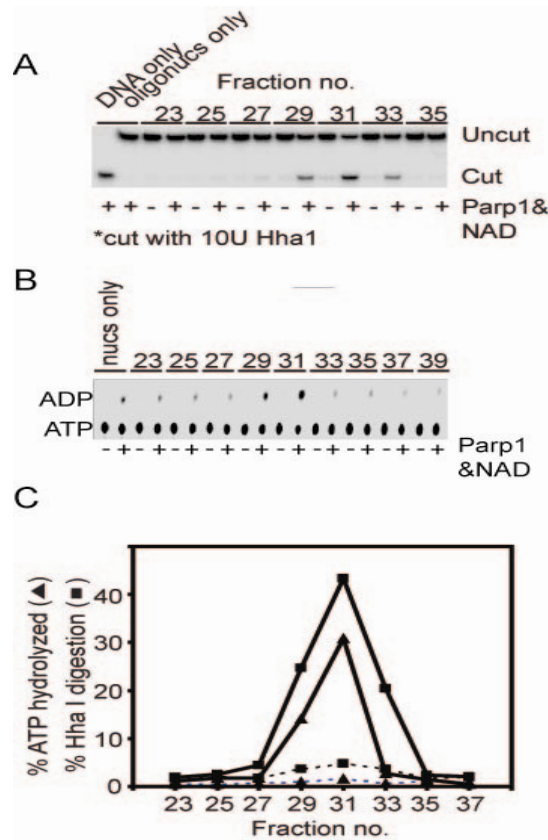 A
DNA only
oligonucs only
Fraction no.
23 25 27 29 31 33 35
Uncut
Cut
+ + - + - + - + - + - + - + - +
Parp1&
NAD
*cut with 10U Hha1
B
nucs only
23 25 27 29 31 33 35 37 39
ADP
ATP
- + - + - + - + - + - + - + - + - + - +
Parp1
&NAD
C
% ATP hydrolyzed (▲)
% Hha I digestion (■)
40
30
20
10
0
23 25 27 29 31 33 35 37
Fraction no.